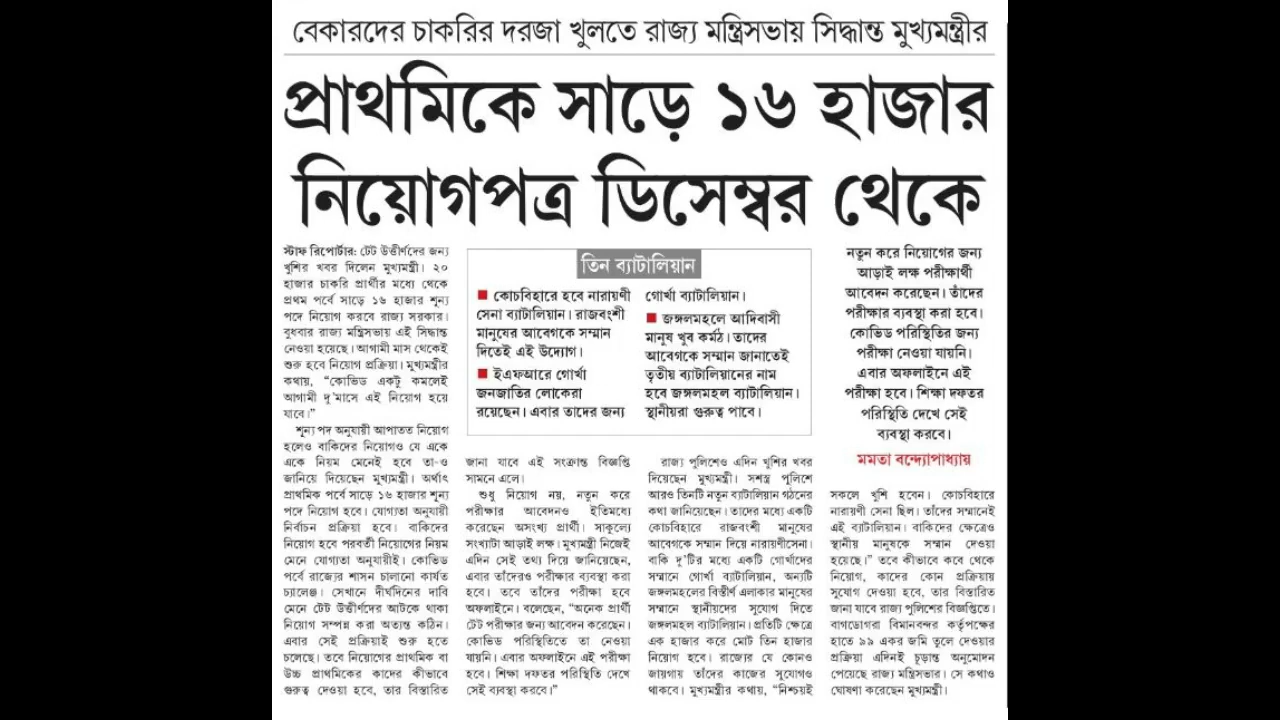 বেকারদের চাকরির দরজা খুলতে রাজ্য মন্ত্রিসভায় সিদ্ধান্ত মুখ্যমন্ত্রীর
প্রাথমিকে সাড়ে ১৬ হাজার
নিয়োগপত্র ডিসেম্বর থেকে
স্টাফ রিপোর্টার: টেট উত্তীর্ণদের জন্য
খুশির খবর দিলেন মুখ্যমন্ত্রী। ২০
হাজার চাকরি প্রার্থীর মধ্যে থেকে
প্রথম পর্বে সাড়ে ১৬ হাজার শূন্য
পদে নিয়োগ করবে রাজ্য সরকার।
বুধবার রাজ্য মন্ত্রিসভায় এই সিদ্ধান্ত
নেওয়া হয়েছে। আগামী মাস থেকেই
শুরু হবে নিয়োগ প্রক্রিয়া। মুখ্যমন্ত্রীর
কথায়, “কোভিড একটু কমলেই
আগামী দু’মাসে এই নিয়োগ হয়ে
যাবে।”
শূন্য পদ অনুযায়ী আপাতত নিয়োগ
হলেও বাকিদের নিয়োগও যে একে
একে নিয়ম মেনেই হবে তা-ও
জানিয়ে দিয়েছেন মুখ্যমন্ত্রী। অর্থাৎ
প্রাথমিক পর্বে সাড়ে ১৬ হাজার শূন্য
পদে নিয়োগ হবে। যোগ্যতা অনুযায়ী
নির্বাচন প্রক্রিয়া হবে। বাকিদের
নিয়োগ হবে পরবর্তী নিয়োগের নিয়ম
মেনে যোগ্যতা অনুযায়ীই। কোভিড
পর্বে রাজ্যের শাসন চালানো কার্যত
চ্যালেঞ্জ। সেখানে দীর্ঘদিনের দাবি
মেনে টেট উত্তীর্ণদের আটকে থাকা
নিয়োগ সম্পন্ন করা অত্যন্ত কঠিন।
এবার সেই প্রক্রিয়াই শুরু হতে
চলেছে। তবে নিয়োগের প্রাথমিক বা
উচ্চ প্রাথমিকের কাদের কীভাবে
গুরুত্ব দেওয়া হবে, তার বিস্তারিত
তিন ব্যাটালিয়ান
কোচবিহারে হবে নারায়ণী
সেনা ব্যাটালিয়ান। রাজবংশী
মানুষের আবেগকে সম্মান
দিতেই এই উদ্যোগ।
ইএফআরে গোর্খা
জনজাতির লোকেরা
রয়েছেন। এবার তাদের জন্য
গোর্খা ব্যাটালিয়ান।
জঙ্গলমহলে আদিবাসী
মানুষ খুব কর্মঠ। তাদের
আবেগকে সম্মান জানাতেই
তৃতীয় ব্যাটালিয়ানের নাম
হবে জঙ্গলমহল ব্যাটালিয়ান।
স্থানীয়রা গুরুত্ব পাবে।
জানা যাবে এই সংক্রান্ত বিজ্ঞপ্তি
সামনে এলে।
শুধু নিয়োগ নয়, নতুন করে
পরীক্ষার আবেদনও ইতিমধ্যে
করেছেন অসংখ্য প্রার্থী। সাকূল্যে
সংখ্যাটা আড়াই লক্ষ। মুখ্যমন্ত্রী নিজেই
এদিন সেই তথ্য দিয়ে জানিয়েছেন,
এবার তাঁদেরও পরীক্ষার ব্যবস্থা করা
হবে। তবে তাঁদের পরীক্ষা হবে
অফলাইনে। বলেছেন, “অনেক প্রার্থী
টেট পরীক্ষার জন্য আবেদন করেছেন।
কোভিড পরিস্থিতিতে তা নেওয়া
যায়নি। এবার অফলাইনে এই পরীক্ষা
হবে। শিক্ষা দফতর পরিস্থিতি দেখে
সেই ব্যবস্থা করবে।”
রাজ্য পুলিশেও এদিন খুশির খবর
দিয়েছেন মুখ্যমন্ত্রী। সশস্ত্র পুলিশে
আরও তিনটি নতুন ব্যাটালিয়ান গঠনের
কথা জানিয়েছেন। তাদের মধ্যে একটি
কোচবিহারে রাজবংশী মানুষের
আবেগকে সম্মান দিয়ে নারায়ণীসেনা।
বাকি দু’টির মধ্যে একটি গোর্খাদের
সম্মানে গোর্খা ব্যাটালিয়ান, অন্যটি
জঙ্গলমহলের বিস্তীর্ণ এলাকার মানুষের
সম্মানে স্থানীয়দের সুযোগ দিতে
জঙ্গলমহল ব্যাটালিয়ান। প্রতিটি ক্ষেত্রে
এক হাজার করে মোট তিন হাজার
নিয়োগ হবে। রাজ্যের যে কোনও
জায়গায় তাঁদের কাজের সুযোগও
থাকবে। মুখ্যমন্ত্রীর কথায়, “নিশ্চয়ই
নতুন করে নিয়োগের জন্য
আড়াই লক্ষ পরীক্ষার্থী
আবেদন করেছেন। তাঁদের
পরীক্ষার ব্যবস্থা করা হবে।
কোভিড পরিস্থিতির জন্য
পরীক্ষা নেওয়া যায়নি।
এবার অফলাইনে এই
পরীক্ষা হবে। শিক্ষা দফতর
পরিস্থিতি দেখে সেই
ব্যবস্থা করবে।
মমতা বন্দ্যোপাধ্যায়
সকলে খুশি হবেন। কোচবিহারে
নারায়ণী সেনা ছিল। তাঁদের সম্মানেই
এই ব্যাটালিয়ান। বাকিদের ক্ষেত্রেও
স্থানীয় মানুষকে সম্মান দেওয়া
হয়েছে।” তবে কীভাবে কবে থেকে
নিয়োগ, কাদের কোন প্রক্রিয়ায়
সুযোগ দেওয়া হবে, তার বিস্তারিত
জানা যাবে রাজ্য পুলিশের বিজ্ঞপ্তিতে।
বাগডোগরা বিমানবন্দর কর্তৃপক্ষের
হাতে ৯৯ একর জমি তুলে দেওয়ার
প্রক্রিয়া এদিনই চূড়ান্ত অনুমোদন
পেয়েছে রাজ্য মন্ত্রিসভার। সে কথাও
ঘোষণা করেছেন মুখ্যমন্ত্রী।